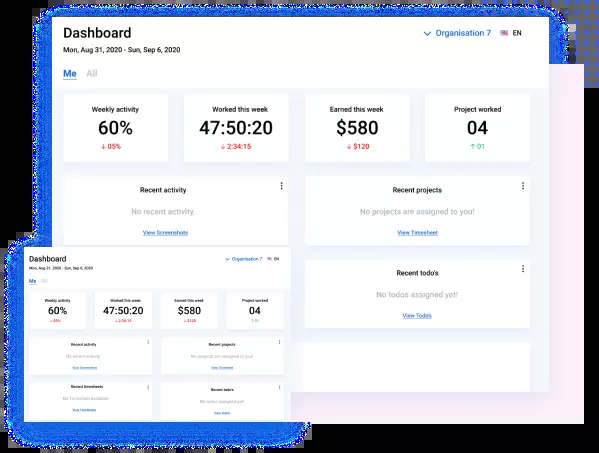 Dashboard
Organisation 7 EN
Mon, Aug 31, 2020 - Sun, Sep 6, 2020
Me All
Weekly activity
60%
↓ 05%
Worked this week
47:50:20
↓ 2:34:15
Earned this week
$580
↓ $120
Project worked
04
↑ 01
Recent activity
No recent activity.
View Screenshots
Recent projects
No projects are assigned to you!
View Timesheet
Recent todo's
No todos assigned yet!
View Todo's
Dashboard
Organisation 7 EN
Mon, Aug 31, 2020 - Sun, Sep 6, 2020
Me All
Weekly activity
60%
↓ 05%
Worked this week
47:50:20
↓ 2:34:15
Earned this week
$580
↓ $120
Project worked
04
↑ 01
Recent activity
No recent activity
View Screenshots
Recent projects
No projects are assigned to you
View Timesheet
Recent timesheets
No Timesheet available
View Timesheet
Recent todo's
No todos assigned yet!
View Todo's